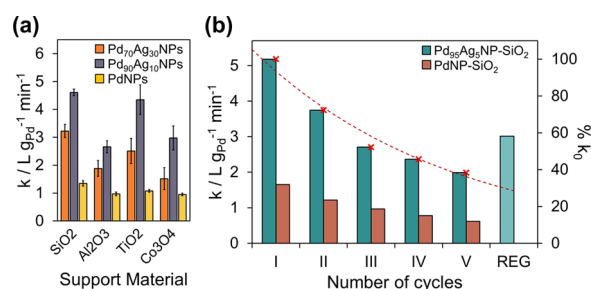 (a)
Pd₇₀Ag₃₀NPs
Pd₉₀Ag₁₀NPs
PdNPs
k / L gPd⁻¹ min⁻¹
6
5
4
3
2
1
0
SiO2
Al2O3
TiO2
Co3O4
Support Material
(b)
Pd₉₅Ag₅NP-SiO₂
PdNP-SiO₂
k / L gPd⁻¹ min⁻¹
5
4
3
2
1
0
100
80
60
40
20
0
% k₀
I
II
III
IV
V
REG
Number of cycles